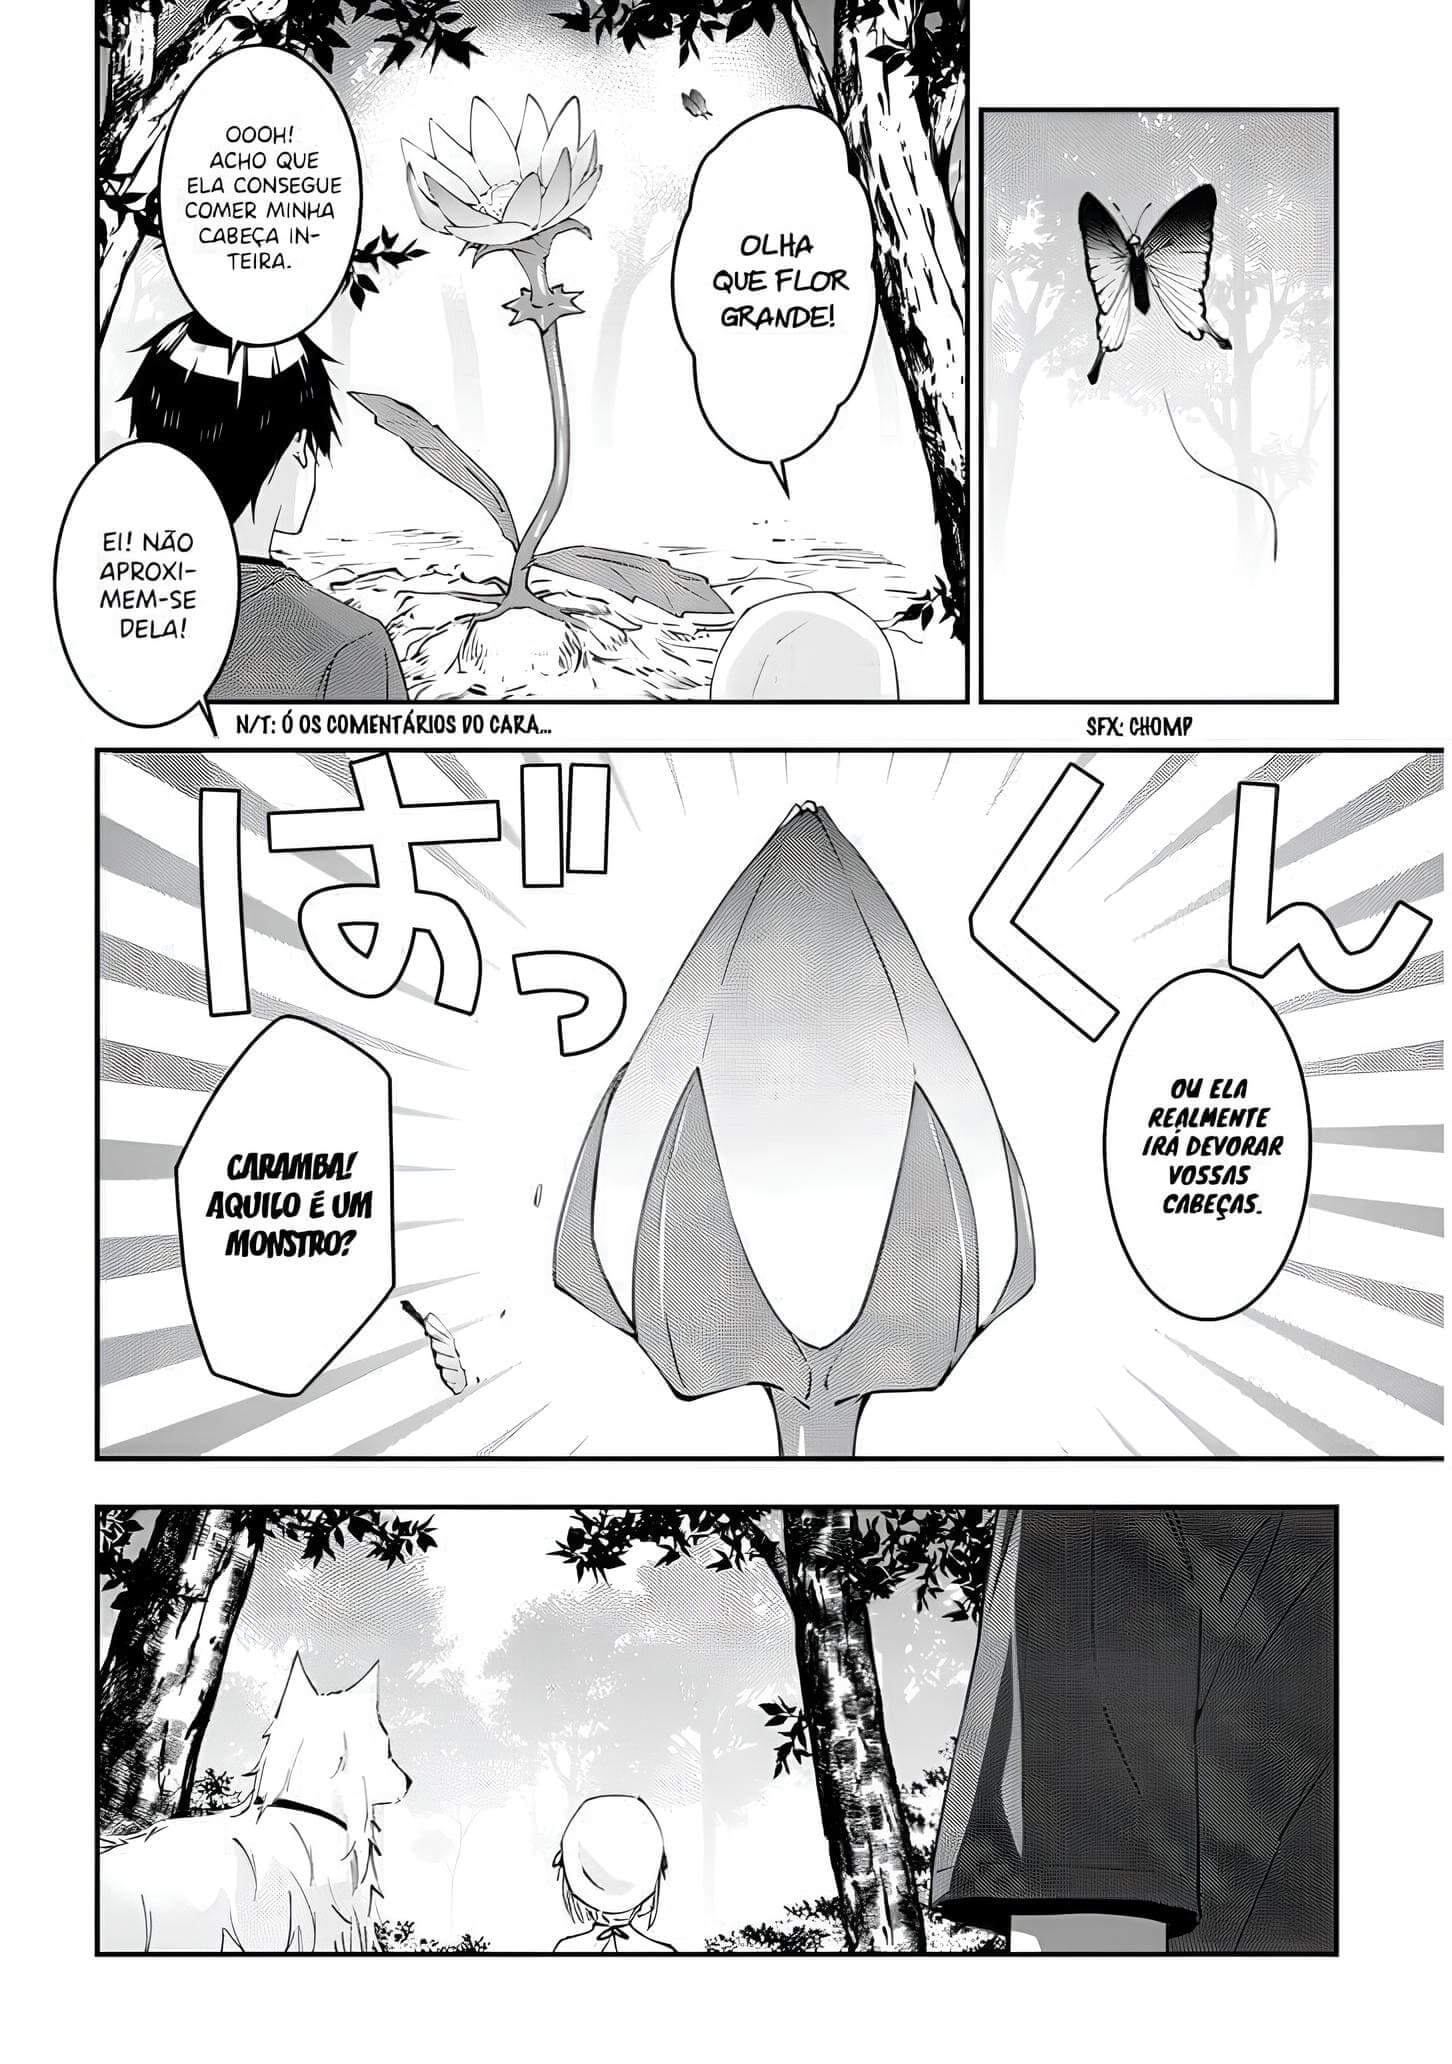 OLHA
QUE FLOR
GRANDE!
OOOH!
ACHO QUE
ELA CONSEGUE
COMER MINHA
CABEÇA IN-
TEIRA.
EI! NÃO
APROXI-
MEM-SE
DELA!
N/T: Ó OS COMENTÁRIOS DO CARA...
SFX: CHOMP
ばっくん
OU ELA
REALMENTE
IRÁ DEVORAR
VOSSAS
CABEÇAS.
CARAMBA!
AQUILO É UM
MONSTRO?